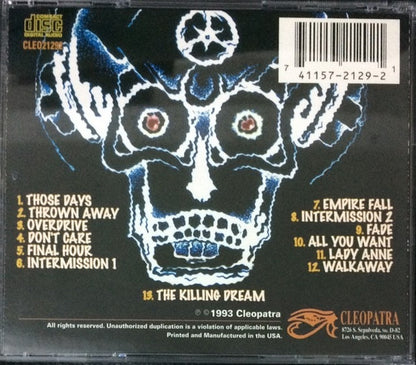 COMPACT
disc
DIGITAL AUDIO
CLEO21292
7 41157-2129-2 1
1. THOSE DAYS
2. THROWN AWAY
3. OVERDRIVE
4. DON'T CARE
5. FINAL HOUR
6. INTERMISSION 1
7. EMPIRE FALL
8. INTERMISSION 2
9. FADE
10. ALL YOU WANT
11. LADY ANNE
12. WALKAWAY
13. THE KILLING DREAM
℗ ©1993 Cleopatra
All rights reserved. Unauthorized duplication is a violation of applicable laws.
Printed and Manufactured in the USA.
CLEOPATRA
8726 S. Sepulveda, su. D-82
Los Angeles, CA 90045 USA